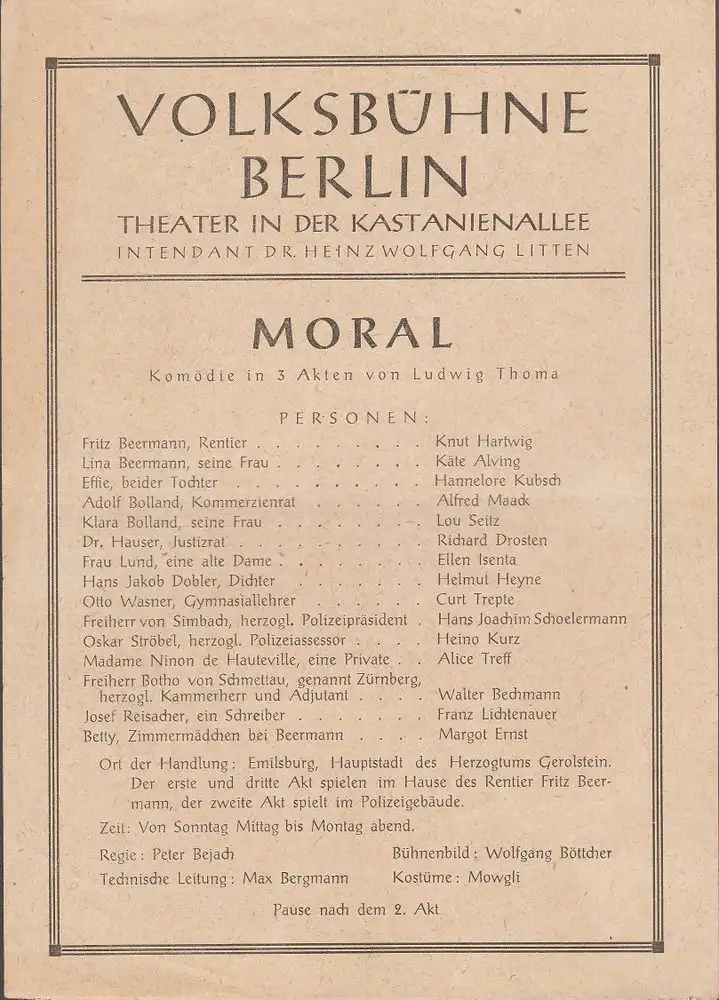 VOLKSBÜHNE
BERLIN
THEATER IN DER KASTANIENALLEE
INTENDANT DR. HEINZ WOLFGANG LITTEN
MORAL
Komödie in 3 Akten von Ludwig Thoma
PERSONEN:
Fritz Beermann, Rentier . . . . . . . . . Knut Hartwig
Lina Beermann, seine Frau . . . . . . . . Käte Alving
Effie, beider Tochter . . . . . . . . . . Hannelore Kubsch
Adolf Bolland, Kommerzienrat . . . . . . Alfred Maack
Klara Bolland, seine Frau . . . . . . . . Lou Seitz
Dr. Hauser, Justizrat . . . . . . . . . . Richard Drosten
Frau Lund, eine alte Dame . . . . . . . . Ellen Isenta
Hans Jakob Dobler, Dichter . . . . . . . Helmut Heyne
Otto Wasner, Gymnasiallehrer . . . . . . Curt Trepte
Freiherr von Simbach, herzogl. Polizeipräsident . Hans Joachim Schoelermann
Oskar Ströbel, herzogl. Polizeiassessor . . . . Heino Kurz
Madame Ninon de Hauteville, eine Private . . Alice Treff
Freiherr Botho von Schmettau, genannt Zürnberg,
herzogl. Kammerherr und Adjutant . . . . Walter Bechmann
Josef Reisacher, ein Schreiber . . . . . . . Franz Lichtenauer
Betty, Zimmermädchen bei Beermann . . . . Margot Ernst
Ort der Handlung: Emilsburg, Hauptstadt des Herzogtums Gerolstein.
Der erste und dritte Akt spielen im Hause des Rentier Fritz Beer-
mann, der zweite Akt spielt im Polizeigebäude.
Zeit: Von Sonntag Mittag bis Montag abend.
Regie: Peter Bejach Bühnenbild: Wolfgang Böttcher
Technische Leitung: Max Bergmann Kostüme: Mowgli
Pause nach dem 2. Akt